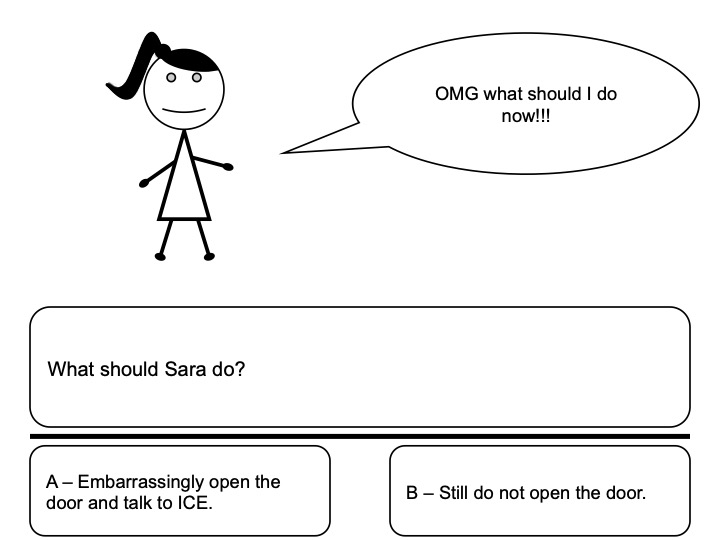 OMG what should I do
now!!!
What should Sara do?
A – Embarrassingly open the
door and talk to ICE.
B – Still do not open the door.